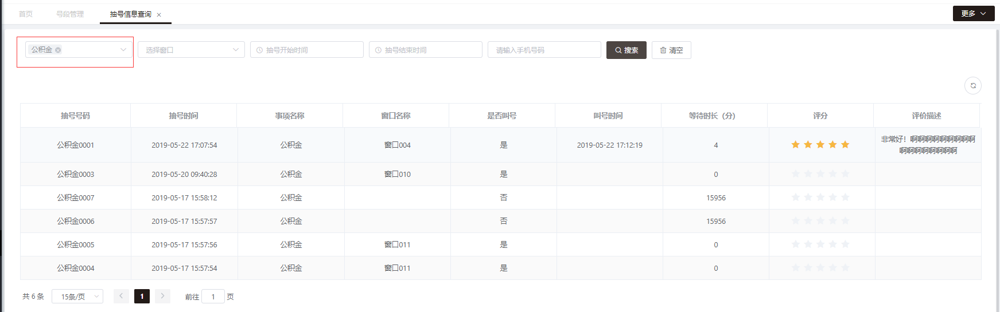 首页 号段管理 抽号信息查询 × 更多
公积金 选择窗口 抽号开始时间 抽号结束时间 请输入手机号码 搜索 清空
抽号号码 抽号时间 事项名称 窗口名称 是否叫号 叫号时间 等待时长（分） 评分 评价描述
公积金0001 2019-05-22 17:07:54 公积金 窗口004 是 2019-05-22 17:12:19 4 非常好！啊啊啊啊啊啊啊啊啊
啊啊啊啊啊啊啊啊
公积金0003 2019-05-20 09:40:28 公积金 窗口010 是 0
公积金0007 2019-05-17 15:58:12 公积金 否 15956
公积金0006 2019-05-17 15:57:57 公积金 否 15956
公积金0005 2019-05-17 15:57:56 公积金 窗口011 是 0
公积金0004 2019-05-17 15:57:54 公积金 窗口011 是 0
共 6 条 15条/页 1 前往 1 页